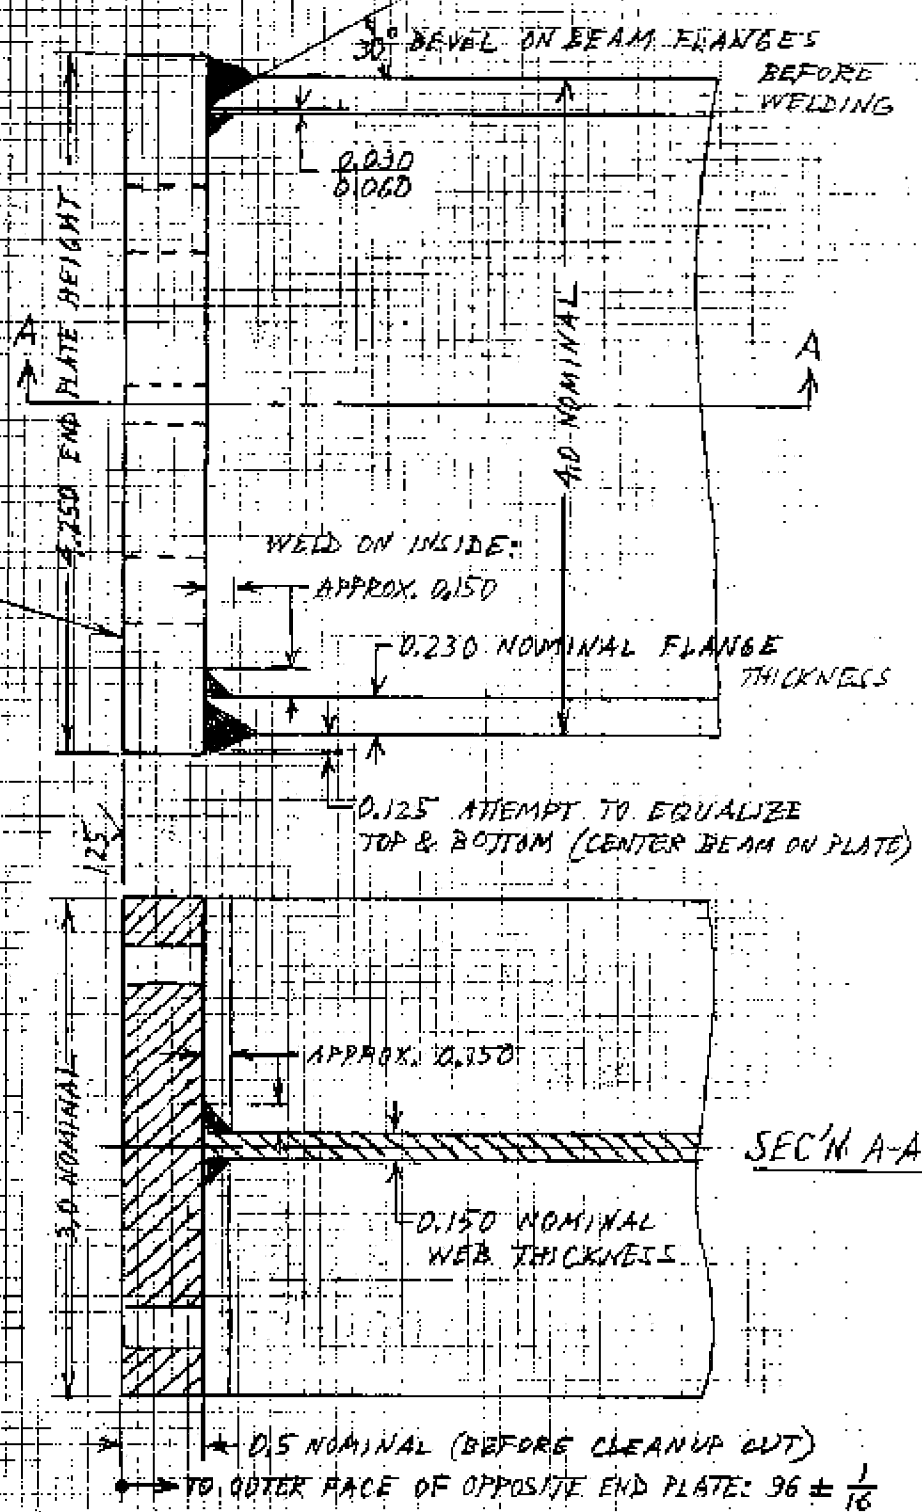 30° BEVEL ON BEAM FLANGES
BEFORE
WELDING
0.030
0.060
4.250 END PLATE HEIGHT
A
A
4.0 NOMINAL
WELD ON INSIDE:
APPROX. 0.150
0.230 NOMINAL FLANGE
THICKNESS
0.125 ATTEMPT TO EQUALIZE
TOP & BOTTOM (CENTER BEAM ON PLATE)
125
APPROX. 0.150
3.0 NOMINAL
SEC'N A-A
0.150 NOMINAL
WEB THICKNESS
0.5 NOMINAL (BEFORE CLEANUP CUT)
TO OUTER FACE OF OPPOSITE END PLATE: 96 ± 1/16